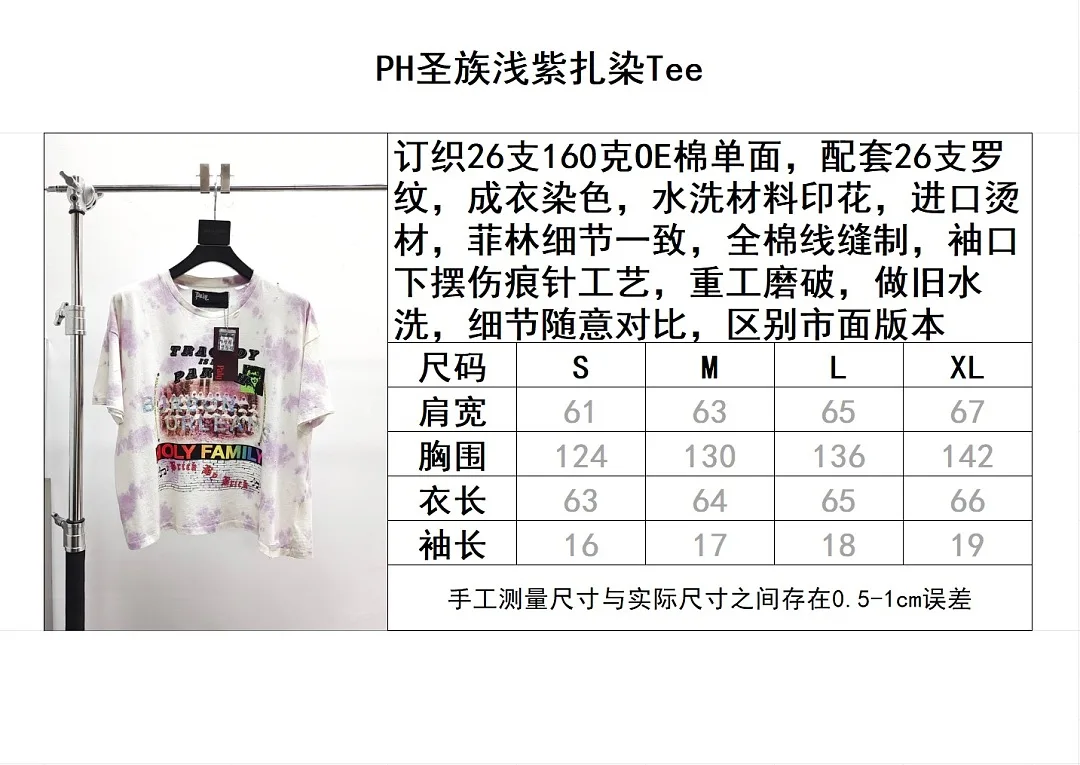 PH圣族浅紫扎染Tee
订织26支160克OE棉单面，配套26支罗
纹，成衣染色，水洗材料印花，进口烫
材，菲林细节一致，全棉线缝制，袖口
下摆伤痕针工艺，重工磨破，做旧水
洗，细节随意对比，区别市面版本
尺码 S M L XL
肩宽 61 63 65 67
胸围 124 130 136 142
衣长 63 64 65 66
袖长 16 17 18 19
手工测量尺寸与实际尺寸之间存在0.5-1cm误差
HOLY FAMILY
Brick By Brick